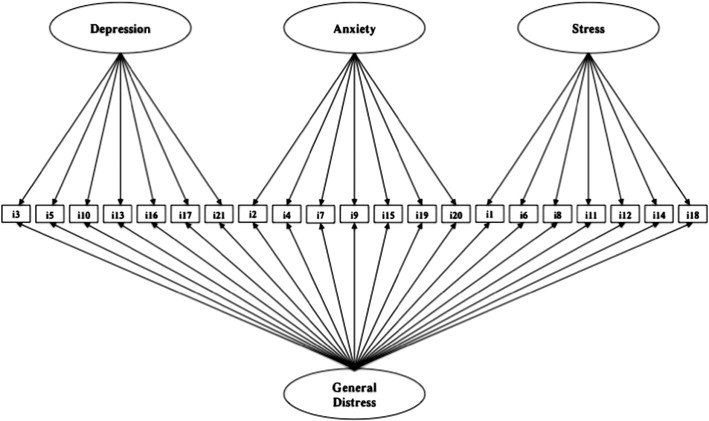 Depression
Anxiety
Stress
i3 i5 i10 i13 i16 i17 i21 i2 i4 i7 i9 i15 i19 i20 i1 i6 i8 i11 i12 i14 i18
General
Distress